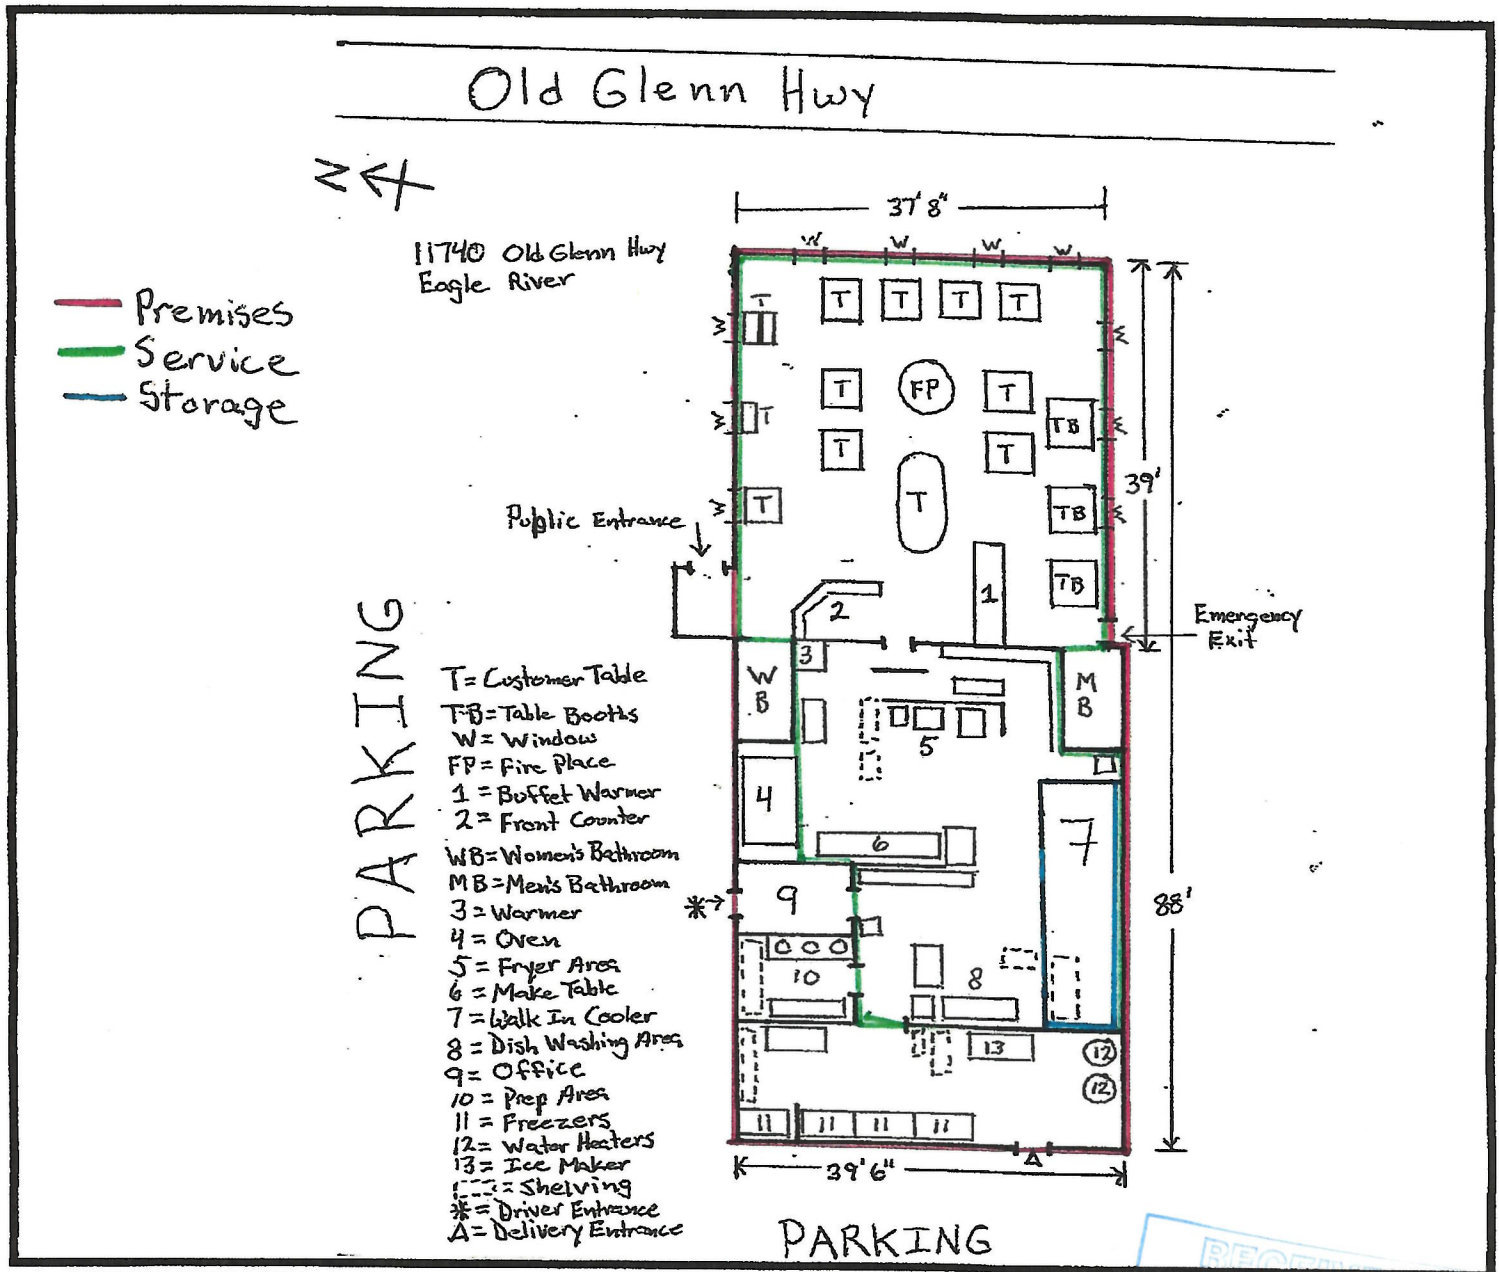 Old Glenn Hwy
N
37'8"
11740 Old Glenn Hwy
Eagle River
Premises
Service
Storage
W W W W
T T T T T
W W
T FP T
W T TB W
T T
39'
W T T TB W
Public Entrance
TB
2 1
Emergency
Exit
PARKING
T= Customer Table
TB=Table Booths
W= Window
FP= Fire Place
1 = Buffet Warmer
2= Front Counter
WB=Women's Bathroom
MB=Men's Bathroom
3=Warmer
4= Oven
5= Fryer Area
6 = Make Table
7=Walk In Cooler
8= Dish Washing Area
9= Office
10 = Prep Area
11 = Freezers
12= Water Heaters
13= Ice Maker
= Shelving
*= Driver Entrance
Δ=Delivery Entrance
3
W
B
M
B
5
4
6
7
88'
* 9
10 8
13 12
12
11 11 11 11
Δ
39'6"
PARKING